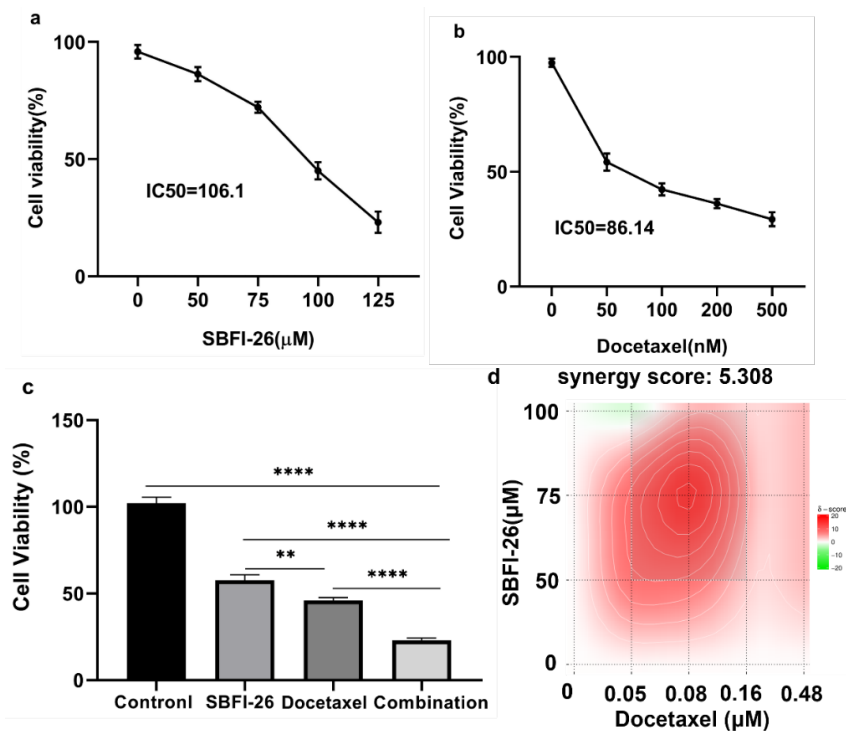 a
100
50
0
Cell viability(%)
IC50=106.1
0 50 75 100 125
SBFI-26(μM)
b
100
50
0
Cell Viability(%)
IC50=86.14
0 50 100 200 500
Docetaxel(nM)
c
150
100
50
0
Cell Viability (%)
****
****
**
****
Contronl SBFI-26 Docetaxel Combination
d
synergy score: 5.308
100
75
50
0
SBFI-26(μM)
0 0.05 0.08 0.16 0.48
Docetaxel (μM)
δ-score
20
10
0
-10
-20